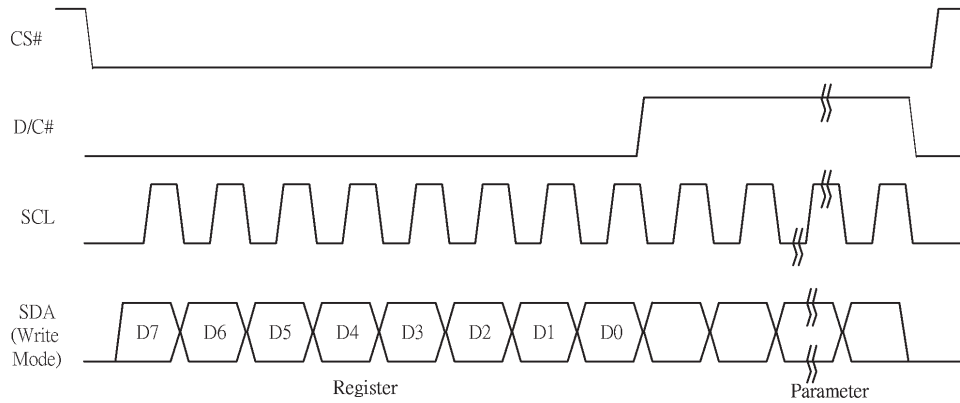 CS#
D/C#
SCL
SDA
(Write
Mode)
D7 D6 D5 D4 D3 D2 D1 D0
Register
Parameter